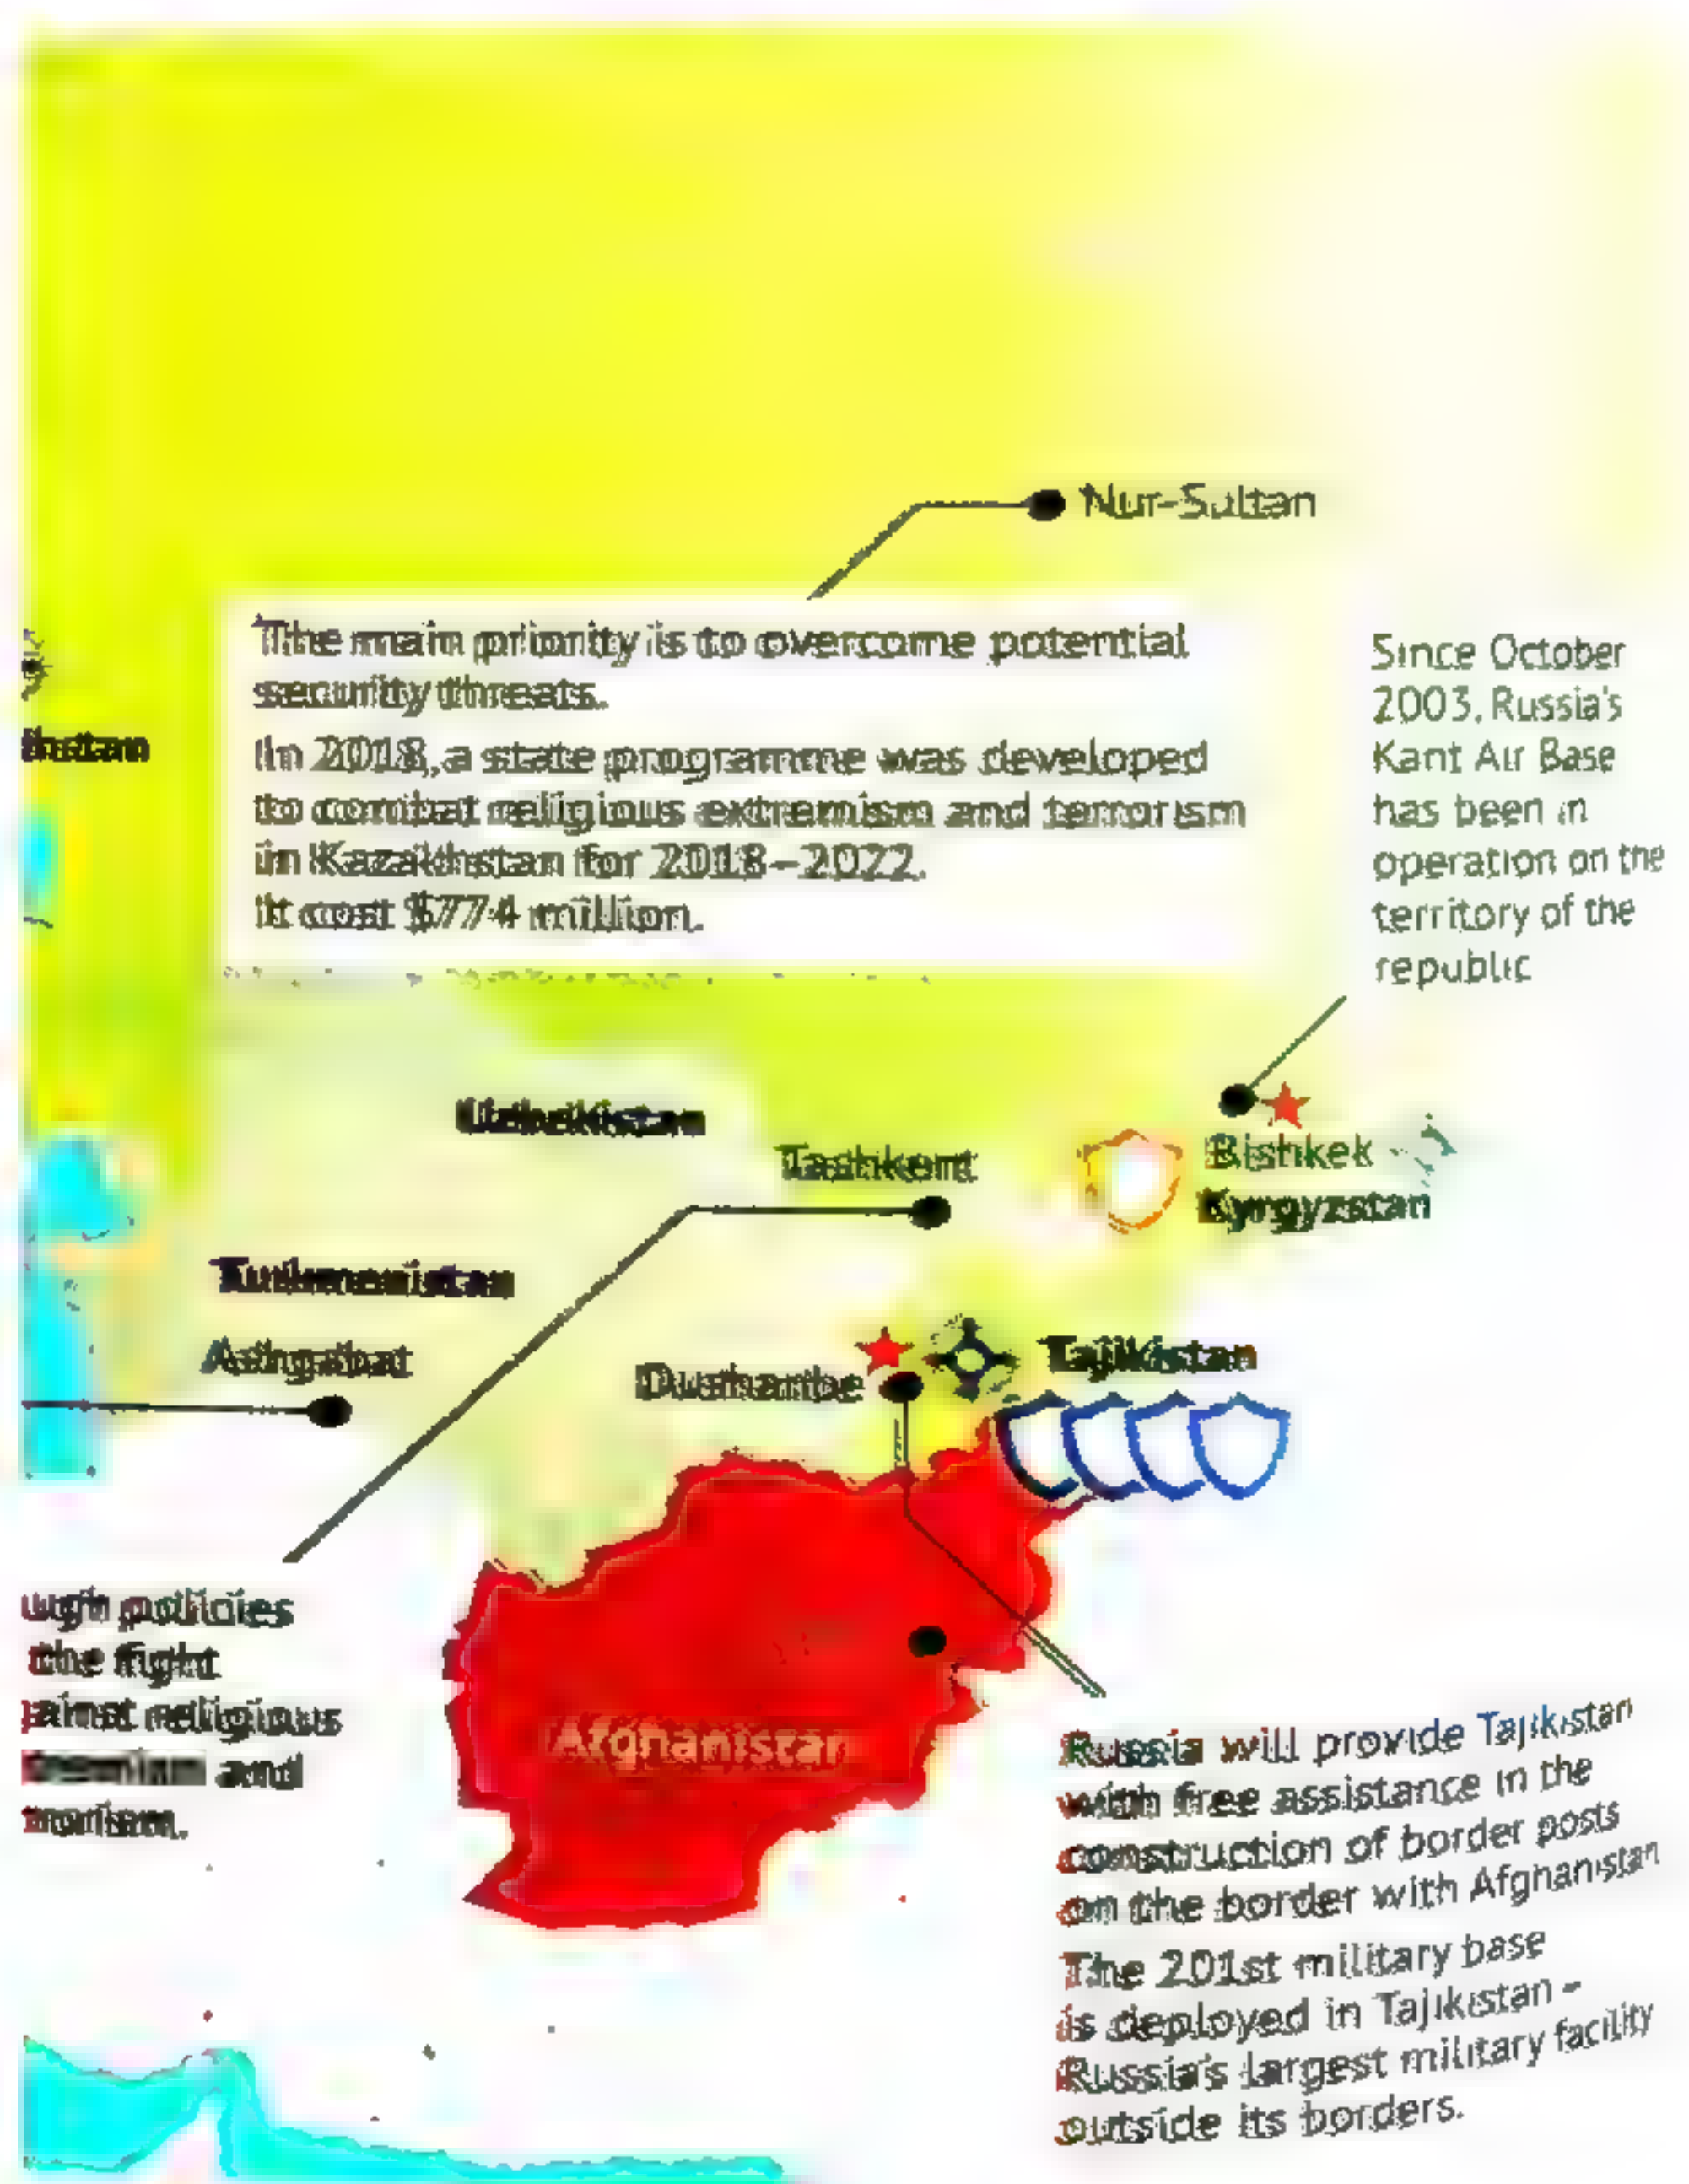 Nur-Sultan
The main priority is to overcome potential
security threats.
In 2018, a state programme was developed
to combat religious extremism and terrorism
in Kazakhstan for 2018–2022.
It cost $774 million.
Since October
2003, Russia's
Kant Air Base
has been in
operation on the
territory of the
republic
Uzbekistan
Tashkent
Bishkek
Kyrgyzstan
Turkmenistan
Ashgabat
Dushanbe
Tajikistan
policies
the fight
religious
and
Afghanistan
Russia will provide Tajikistan
with free assistance in the
construction of border posts
on the border with Afghanistan
The 201st military base
is deployed in Tajikistan –
Russia's largest military facility
outside its borders.